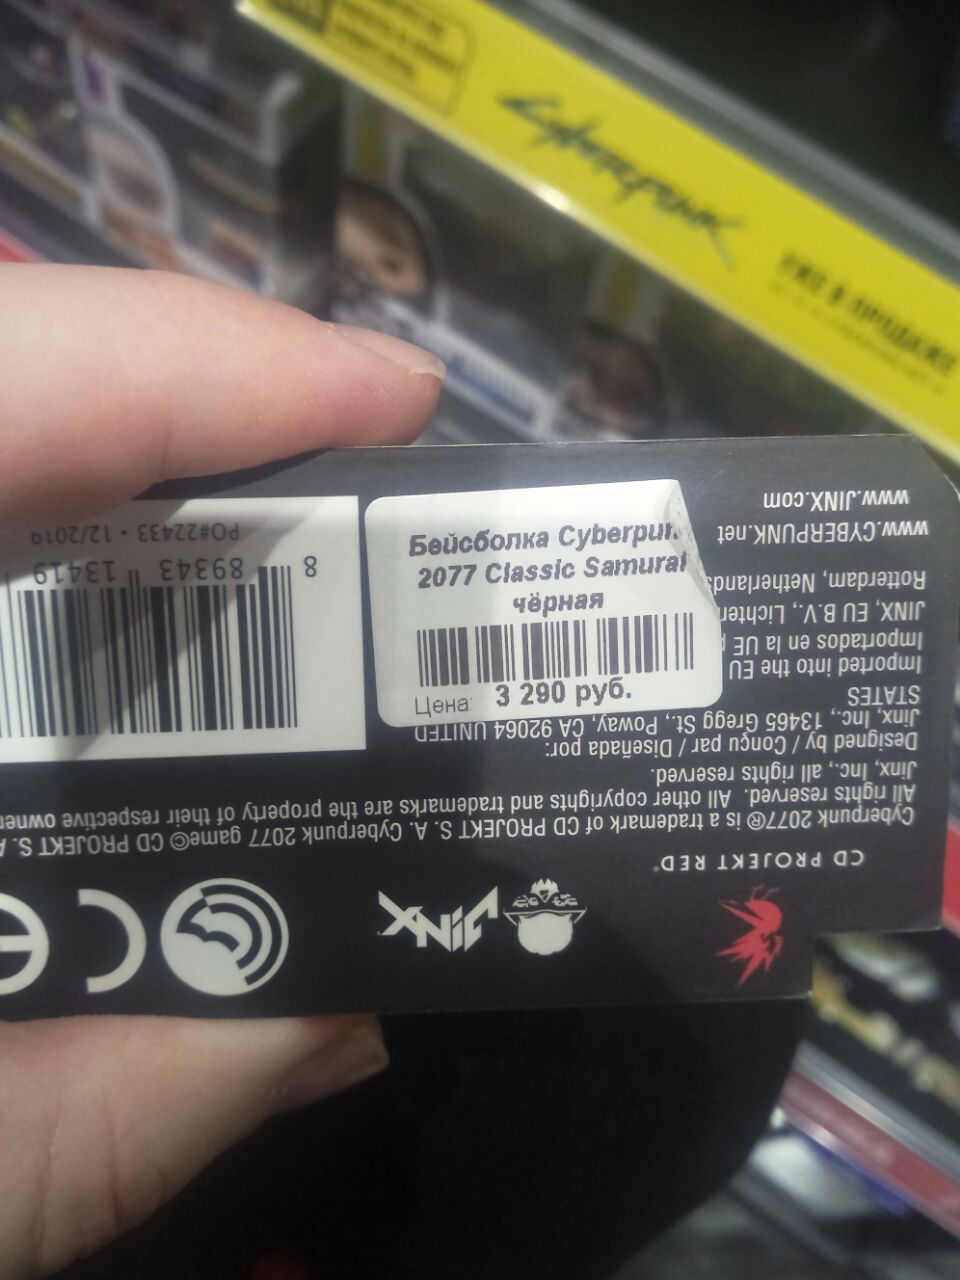 Cyberpunk
УЖЕ В ПРОДАЖЕ
Бейсболка
2077 Classic Samurai
чёрная
Цена: 3 290 руб.
CD PROJEKT RED®
Cyberpunk 2077® is a trademark of CD PROJEKT S. A. Cyberpunk 2077 game© CD PROJEKT S. A.
All rights reserved. All other copyrights and trademarks are the property of their respective
Jinx, Inc., all rights reserved.
Designed by / Conçu par / Diseñada por:
Jinx, Inc., 13465 Gregg St., Poway, CA 92064 UNITED
STATES
Imported into the EU
Importados en la UE
JINX, EU B.V.,
Rotterdam,
www.CYBERPUNK.net
www.JINX.com
JINX
8 89343 13419
PO#22433 • 12/2019
CE